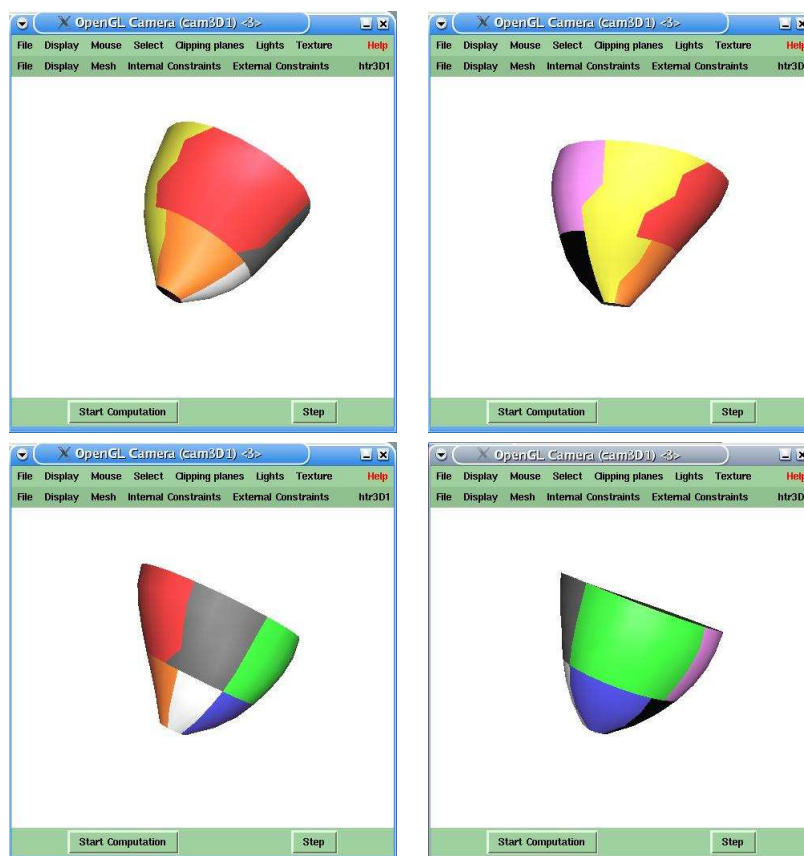 OpenGL Camera (cam3D1) <3>
File Display Mouse Select Clipping planes Lights Texture Help
File Display Mesh Internal Constraints External Constraints htr3D1
Start Computation Step
OpenGL Camera (cam3D1) <3>
File Display Mouse Select Clipping planes Lights Texture Help
File Display Mesh Internal Constraints External Constraints htr3D
Start Computation Step
OpenGL Camera (cam3D1) <3>
File Display Mouse Select Clipping planes Lights Texture Help
File Display Mesh Internal Constraints External Constraints htr3D1
Start Computation Step
OpenGL Camera (cam3D1) <3>
File Display Mouse Select Clipping planes Lights Texture Help
File Display Mesh Internal Constraints External Constraints htr3D
Start Computation Step